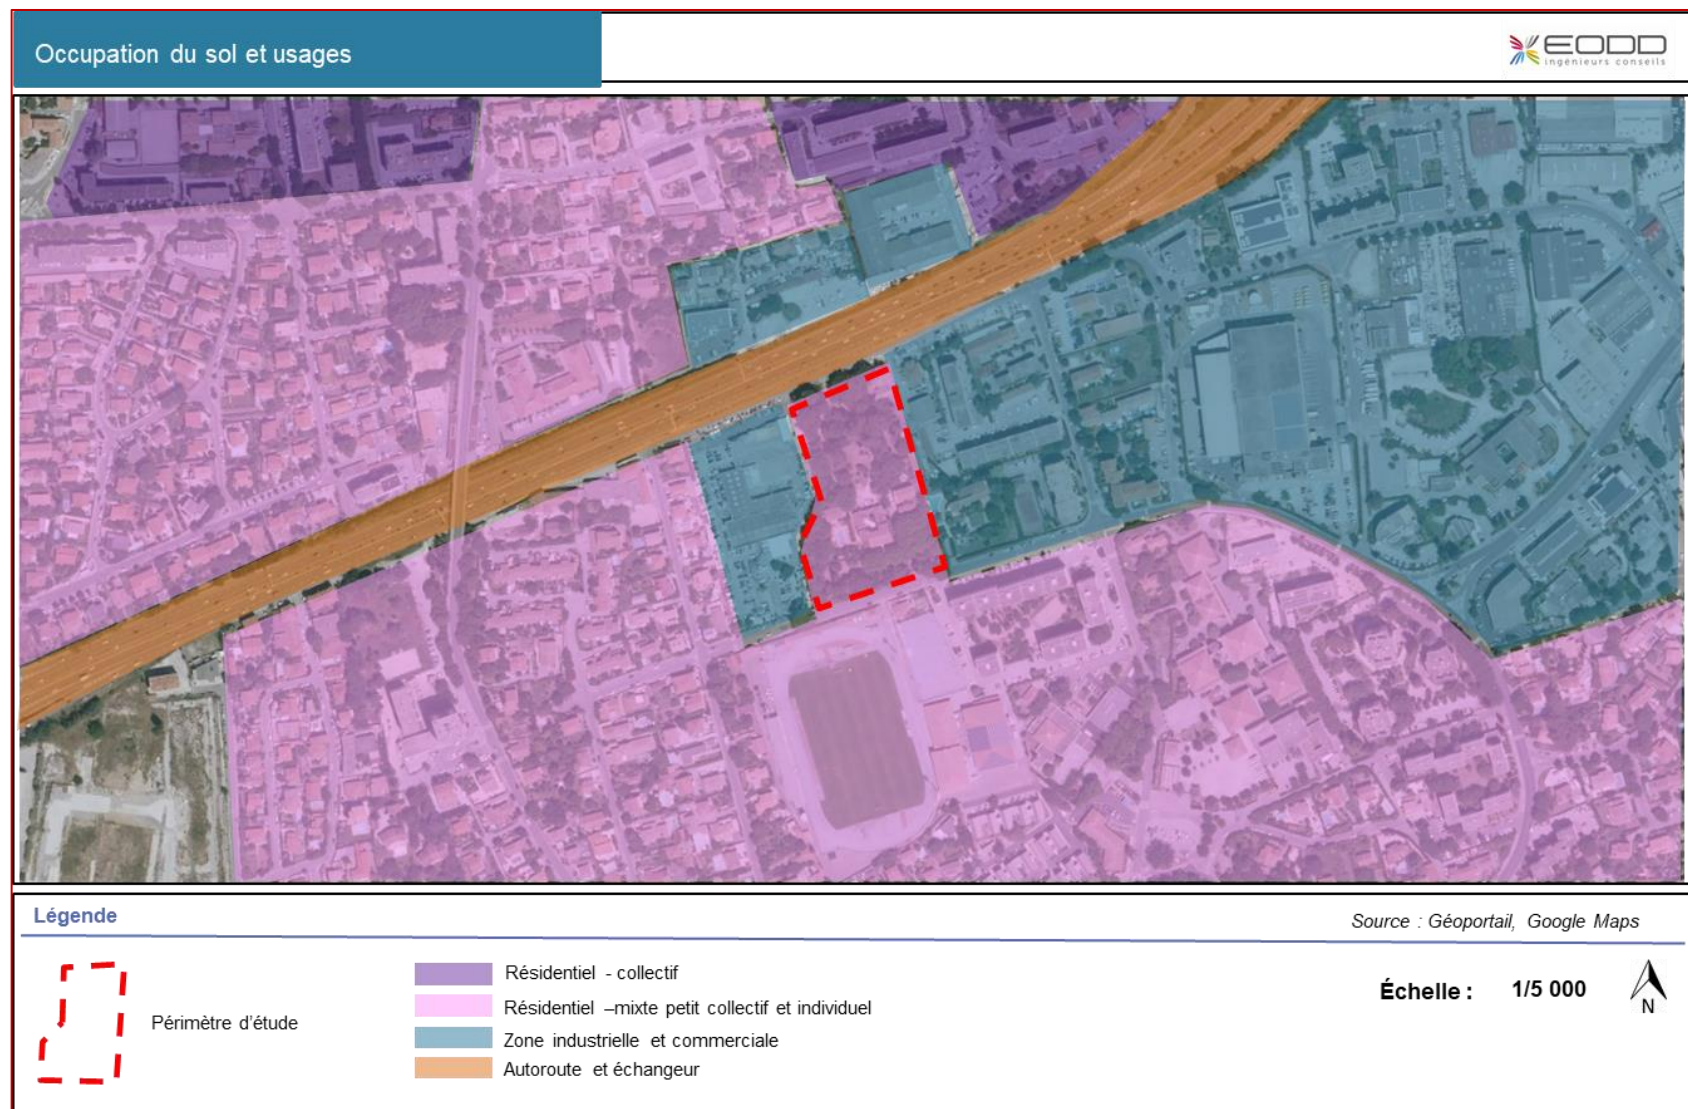 Occupation du sol et usages
EODD
ingénieurs conseils
Légende
Source : Géoportail, Google Maps
Périmètre d'étude
Résidentiel - collectif
Résidentiel –mixte petit collectif et individuel
Zone industrielle et commerciale
Autoroute et échangeur
Échelle : 1/5 000
N